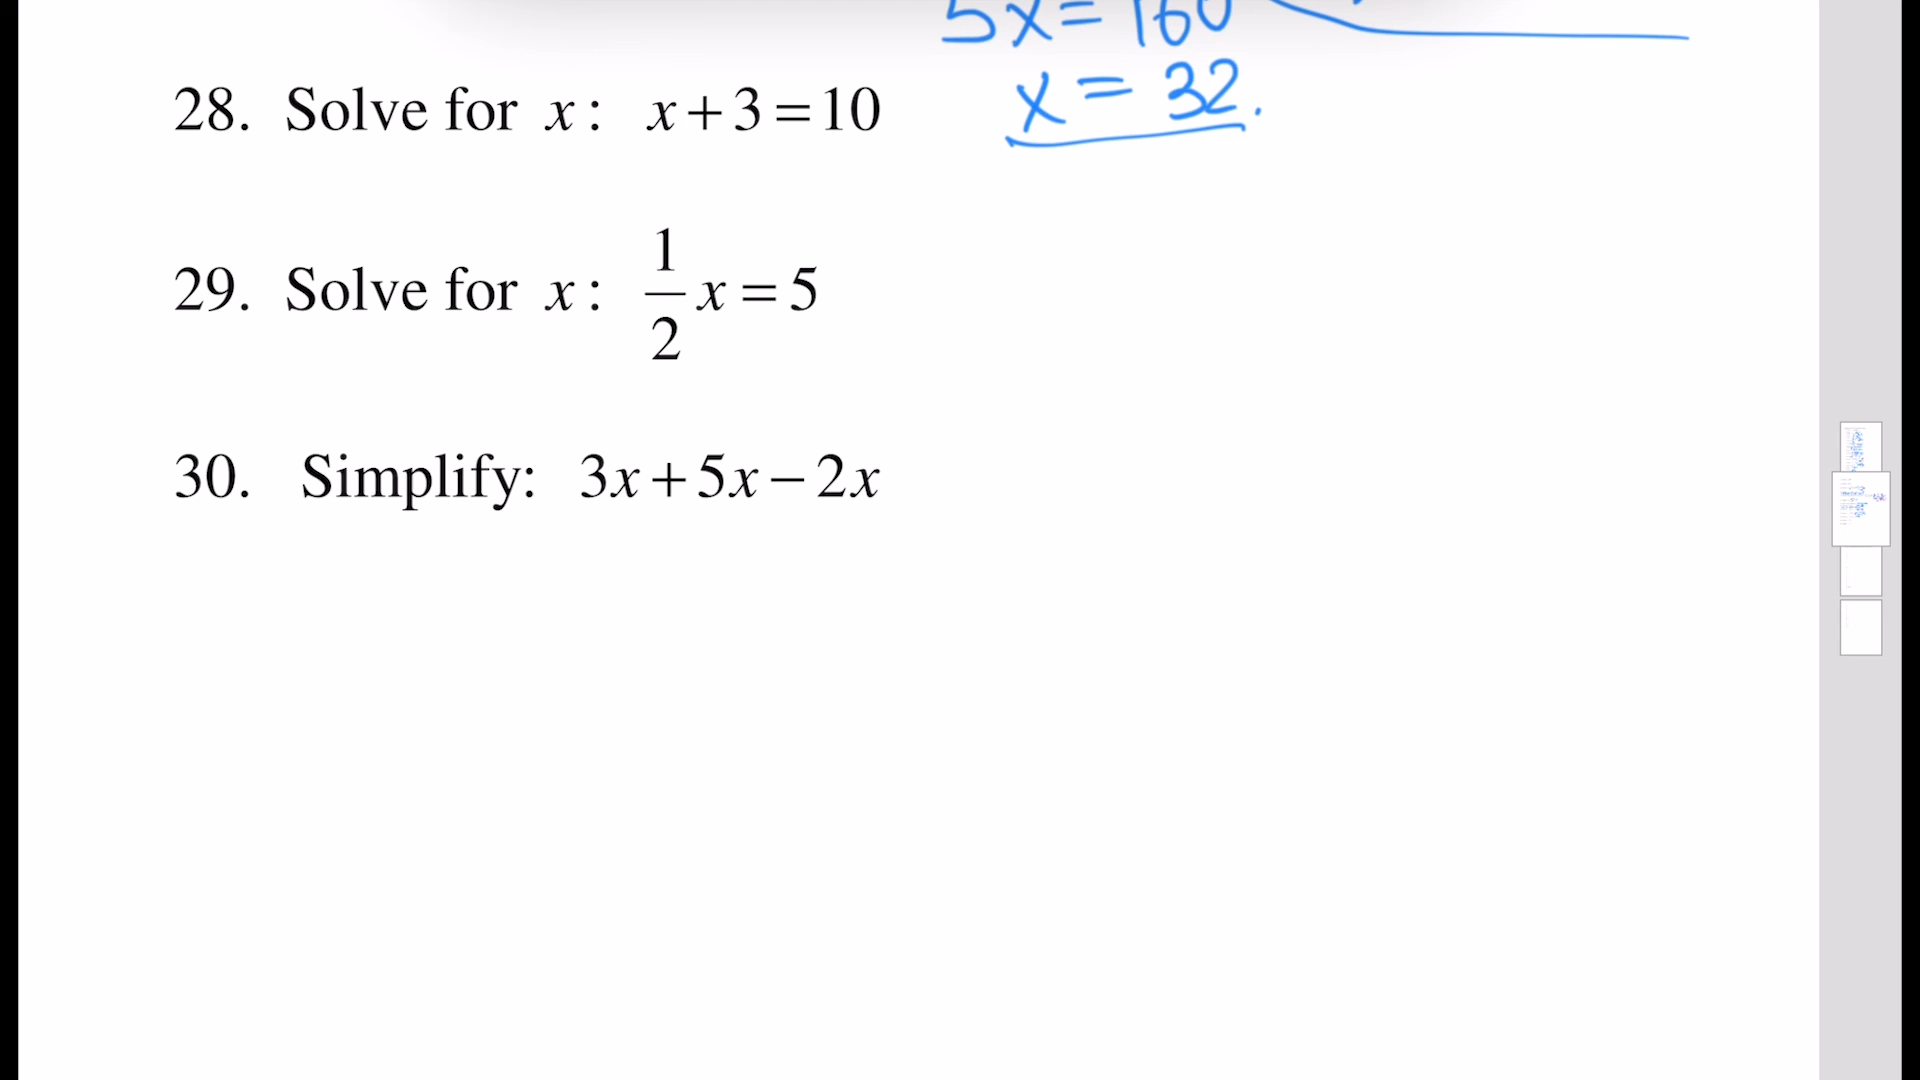 5x = 160
x = 32.
28. Solve for x : x + 3 = 10
29. Solve for x : 1/2 x = 5
30. Simplify: 3x + 5x − 2x